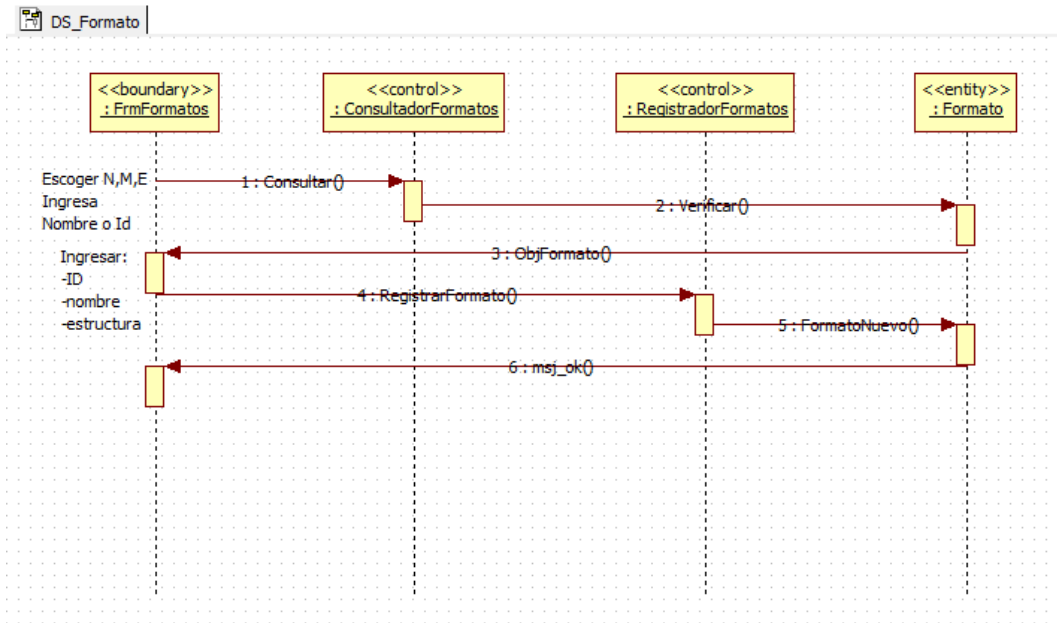 DS_Formato
<<boundary>>
: FrmFormatos
<<control>>
: ConsultadorFormatos
<<control>>
: RegistradorFormatos
<<entity>>
: Formato
Escoger N,M,E
Ingresa
Nombre o Id
1 : Consultar()
2 : Verificar()
3 : ObjFormato()
Ingresar:
-ID
-nombre
-estructura
4 : RegistrarFormato()
5 : FormatoNuevo()
6 : msj_ok()